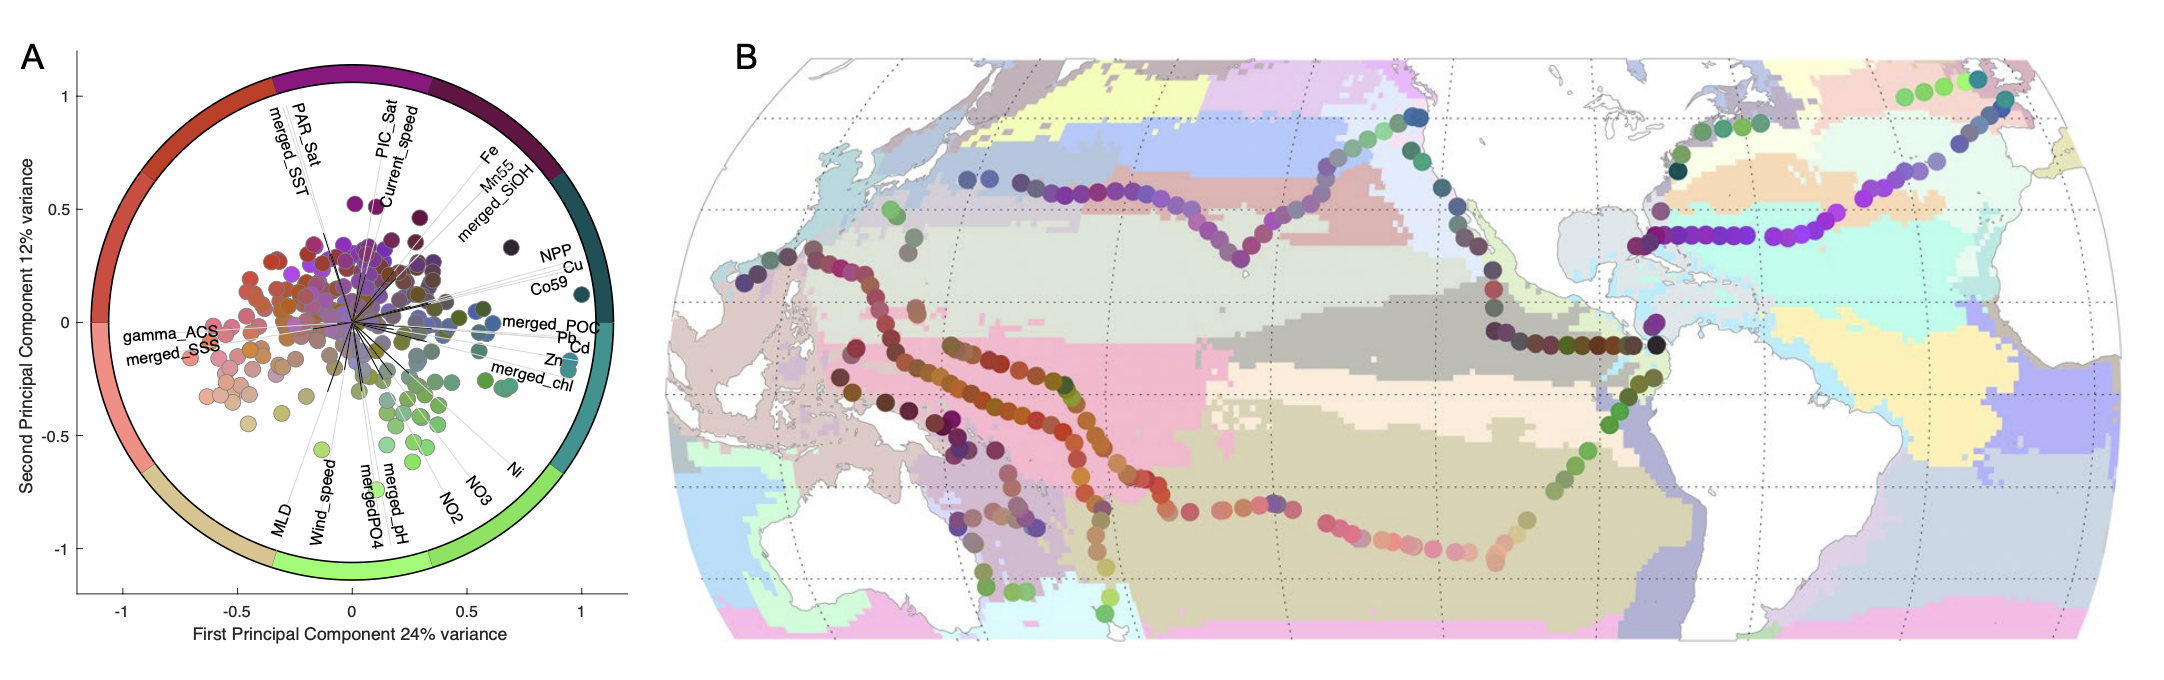 A
B
Second Principal Component 12% variance
1
0.5
0
-0.5
-1
PAR_Sat
merged_SST
PIC_Sat
Current_speed
Fe
Mn55
merged_SiOH
NPP
Cu
Co59
merged_POC
Pb
Cd
Zn
merged_chl
gamma_ACS
merged_SSS
Ni
NO3
NO2
merged_pH
mergedPO4
Wind_speed
MLD
-1
-0.5
0
0.5
1
First Principal Component 24% variance